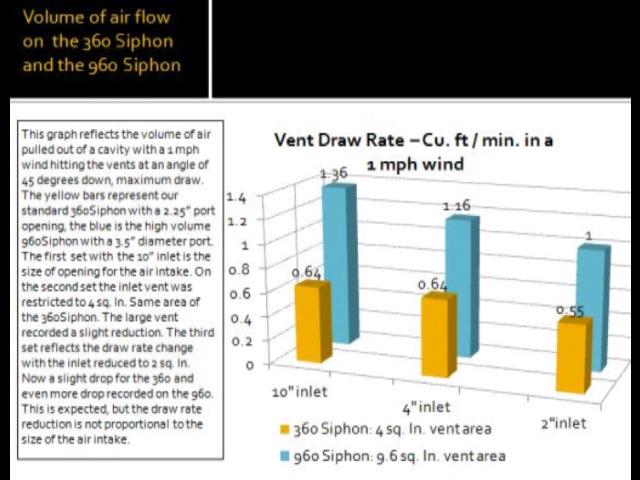 Volume of air flow
on the 360 Siphon
and the 960 Siphon
This graph reflects the volume of air
pulled out of a cavity with a 1 mph
wind hitting the vents at an angle of
45 degrees down, maximum draw.
The yellow bars represent our
standard 360Siphon with a 2.25" port
opening, the blue is the high volume
960Siphon with a 3.5" diameter port.
The first set with the 10" inlet is the
size of opening for the air intake. On
the second set the inlet vent was
restricted to 4 sq. In. Same area of
the 360Siphon. The large vent
recorded a slight reduction. The third
set reflects the draw rate change
with the inlet reduced to 2 sq. In.
Now a slight drop for the 360 and
even more drop recorded on the 960.
This is expected, but the draw rate
reduction is not proportional to the
size of the air intake.
Vent Draw Rate – Cu. ft / min. in a
1 mph wind
1.4
1.2
1
0.8
0.6
0.4
0.2
0
0.64
1.36
0.64
1.16
0.55
1
10" inlet
4" inlet
2" inlet
360 Siphon: 4 sq. In. vent area
960 Siphon: 9.6 sq. In. vent area